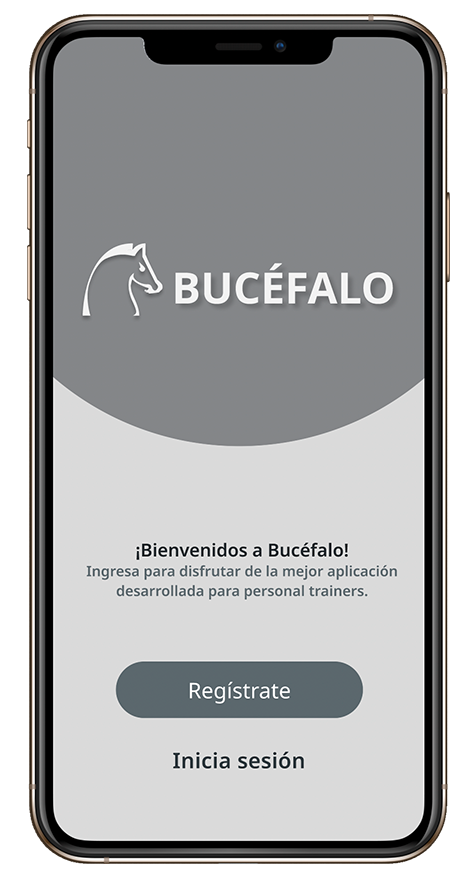 BUCÉFALO
¡Bienvenidos a Bucéfalo!
Ingresa para disfrutar de la mejor aplicación
desarrollada para personal trainers.
Regístrate
Inicia sesión